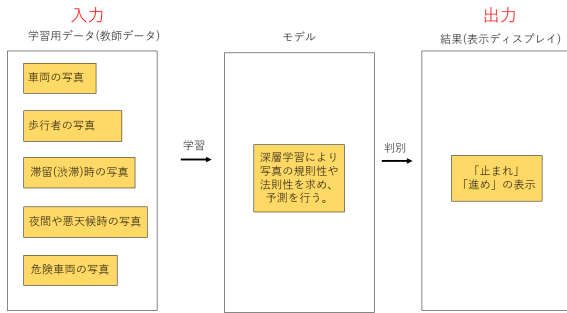 入力
学習用データ(教師データ)
車両の写真
歩行者の写真
滞留(渋滞)時の写真
夜間や悪天候時の写真
危険車両の写真
学習
モデル
深層学習により
写真の規則性や
法則性を求め、
予測を行う。
判別
出力
結果(表示ディスプレイ)
「止まれ」
「進め」の表示